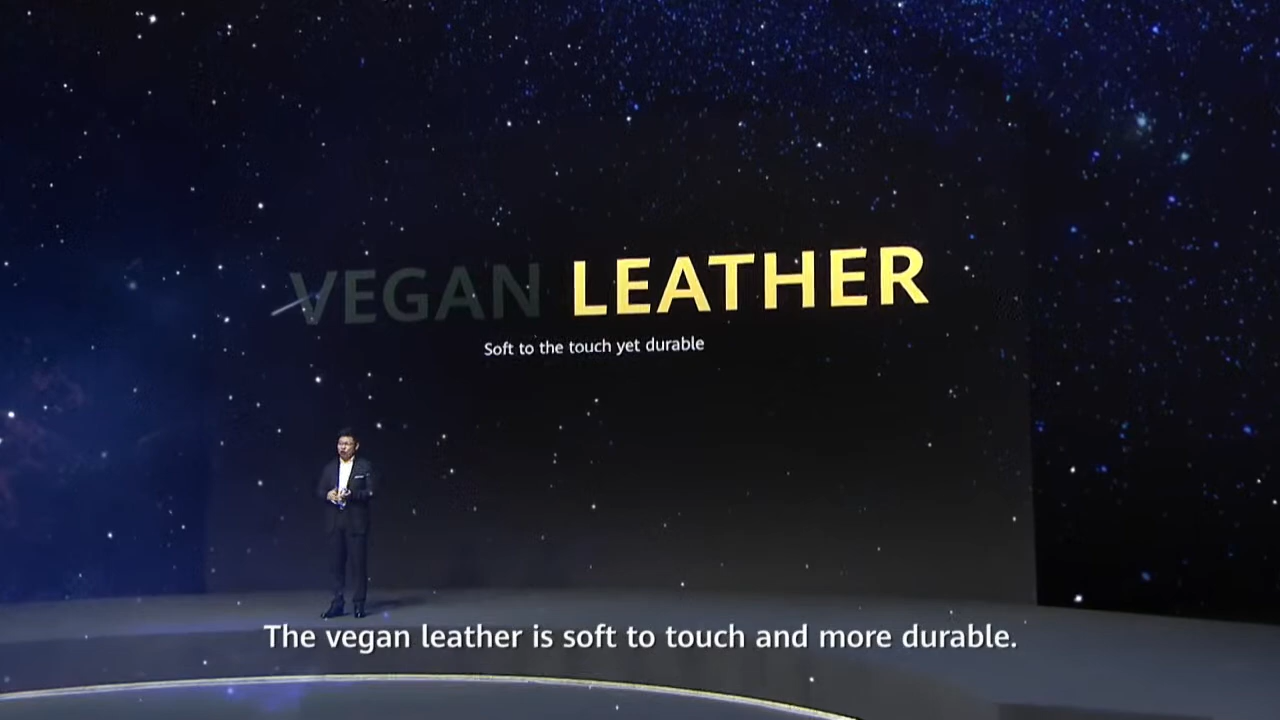 VEGAN LEATHER
Soft to the touch yet durable
The vegan leather is soft to touch and more durable.